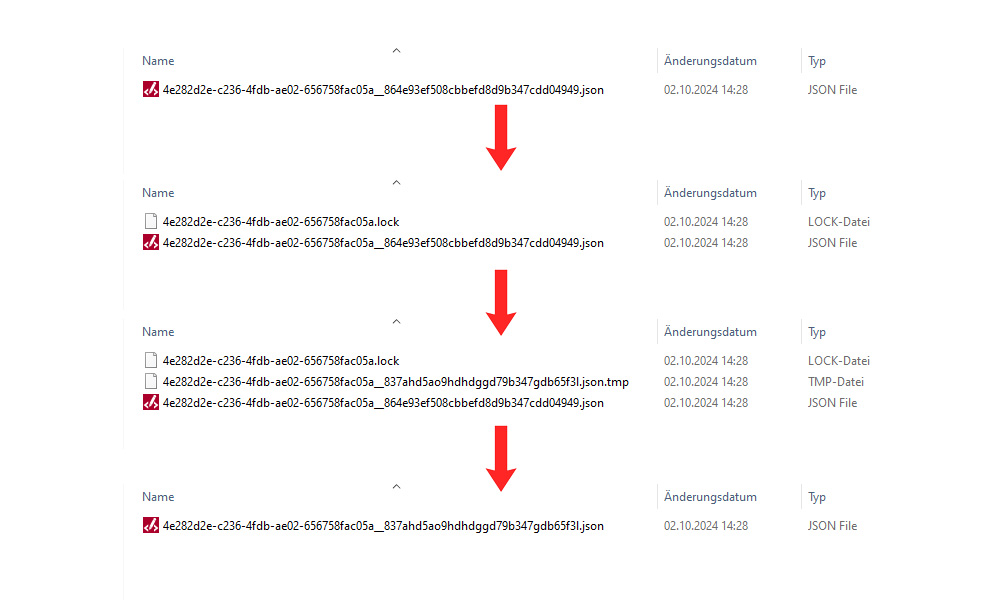 Name Änderungsdatum Typ
4e282d2e-c236-4fdb-ae02-656758fac05a__864e93ef508cbbefd8d9b347cdd04949.json 02.10.2024 14:28 JSON File
Name Änderungsdatum Typ
4e282d2e-c236-4fdb-ae02-656758fac05a.lock 02.10.2024 14:28 LOCK-Datei
4e282d2e-c236-4fdb-ae02-656758fac05a__864e93ef508cbbefd8d9b347cdd04949.json 02.10.2024 14:28 JSON File
Name Änderungsdatum Typ
4e282d2e-c236-4fdb-ae02-656758fac05a.lock 02.10.2024 14:28 LOCK-Datei
4e282d2e-c236-4fdb-ae02-656758fac05a__837ahd5ao9hdhdggd79b347gdb65f3l.json.tmp 02.10.2024 14:28 TMP-Datei
4e282d2e-c236-4fdb-ae02-656758fac05a__864e93ef508cbbefd8d9b347cdd04949.json 02.10.2024 14:28 JSON File
Name Änderungsdatum Typ
4e282d2e-c236-4fdb-ae02-656758fac05a__837ahd5ao9hdhdggd79b347gdb65f3l.json 02.10.2024 14:28 JSON File